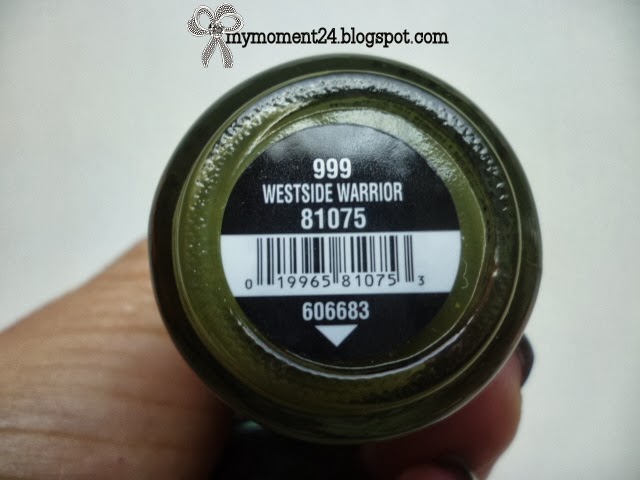 mymoment24.blogspot.com
999
WESTSIDE WARRIOR
81075
0 19965 81075 3
606683